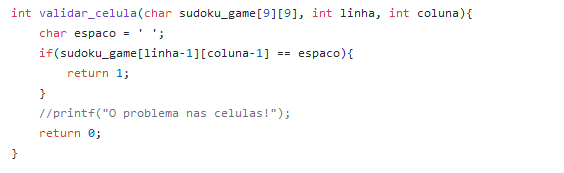 int validar_celula(char sudoku_game[9][9], int linha, int coluna){
    char espaco = ' ';
    if(sudoku_game[linha-1][coluna-1] == espaco){
        return 1;
    }
    //printf("O problema nas celulas!");
    return 0;
}